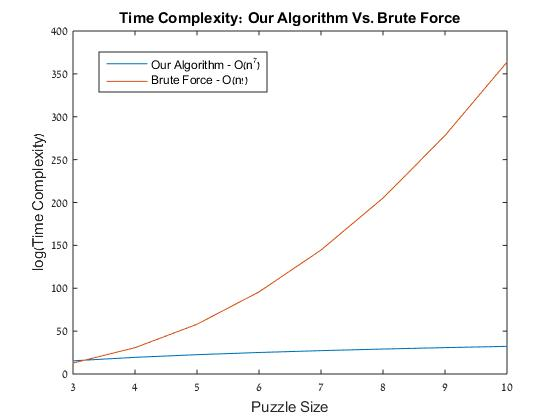 Time Complexity: Our Algorithm Vs. Brute Force
400
350
300
250
200
150
100
50
0
log(Time Complexity)
Our Algorithm - O(n⁷)
Brute Force - O(n!)
3 4 5 6 7 8 9 10
Puzzle Size